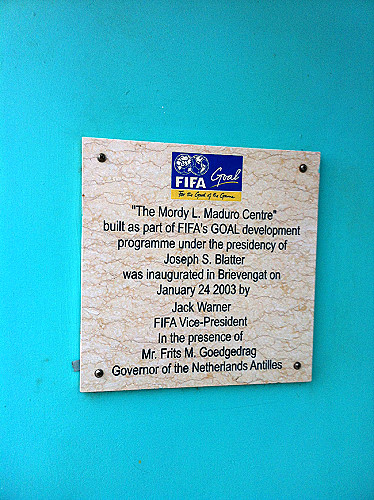 FIFA Goal
For the Good of the Game
"The Mordy L. Maduro Centre"
built as part of FIFA's GOAL development
programme under the presidency of
Joseph S. Blatter
was inaugurated in Brievengat on
January 24 2003 by
Jack Warner
FIFA Vice-President
In the presence of
Mr. Frits M. Goedgedrag
Governor of the Netherlands Antilles